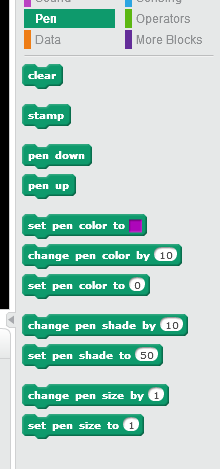 Sound Sensing
Pen Operators
Data More Blocks
clear
stamp
pen down
pen up
set pen color to
change pen color by 10
set pen color to 0
change pen shade by 10
set pen shade to 50
change pen size by 1
set pen size to 1